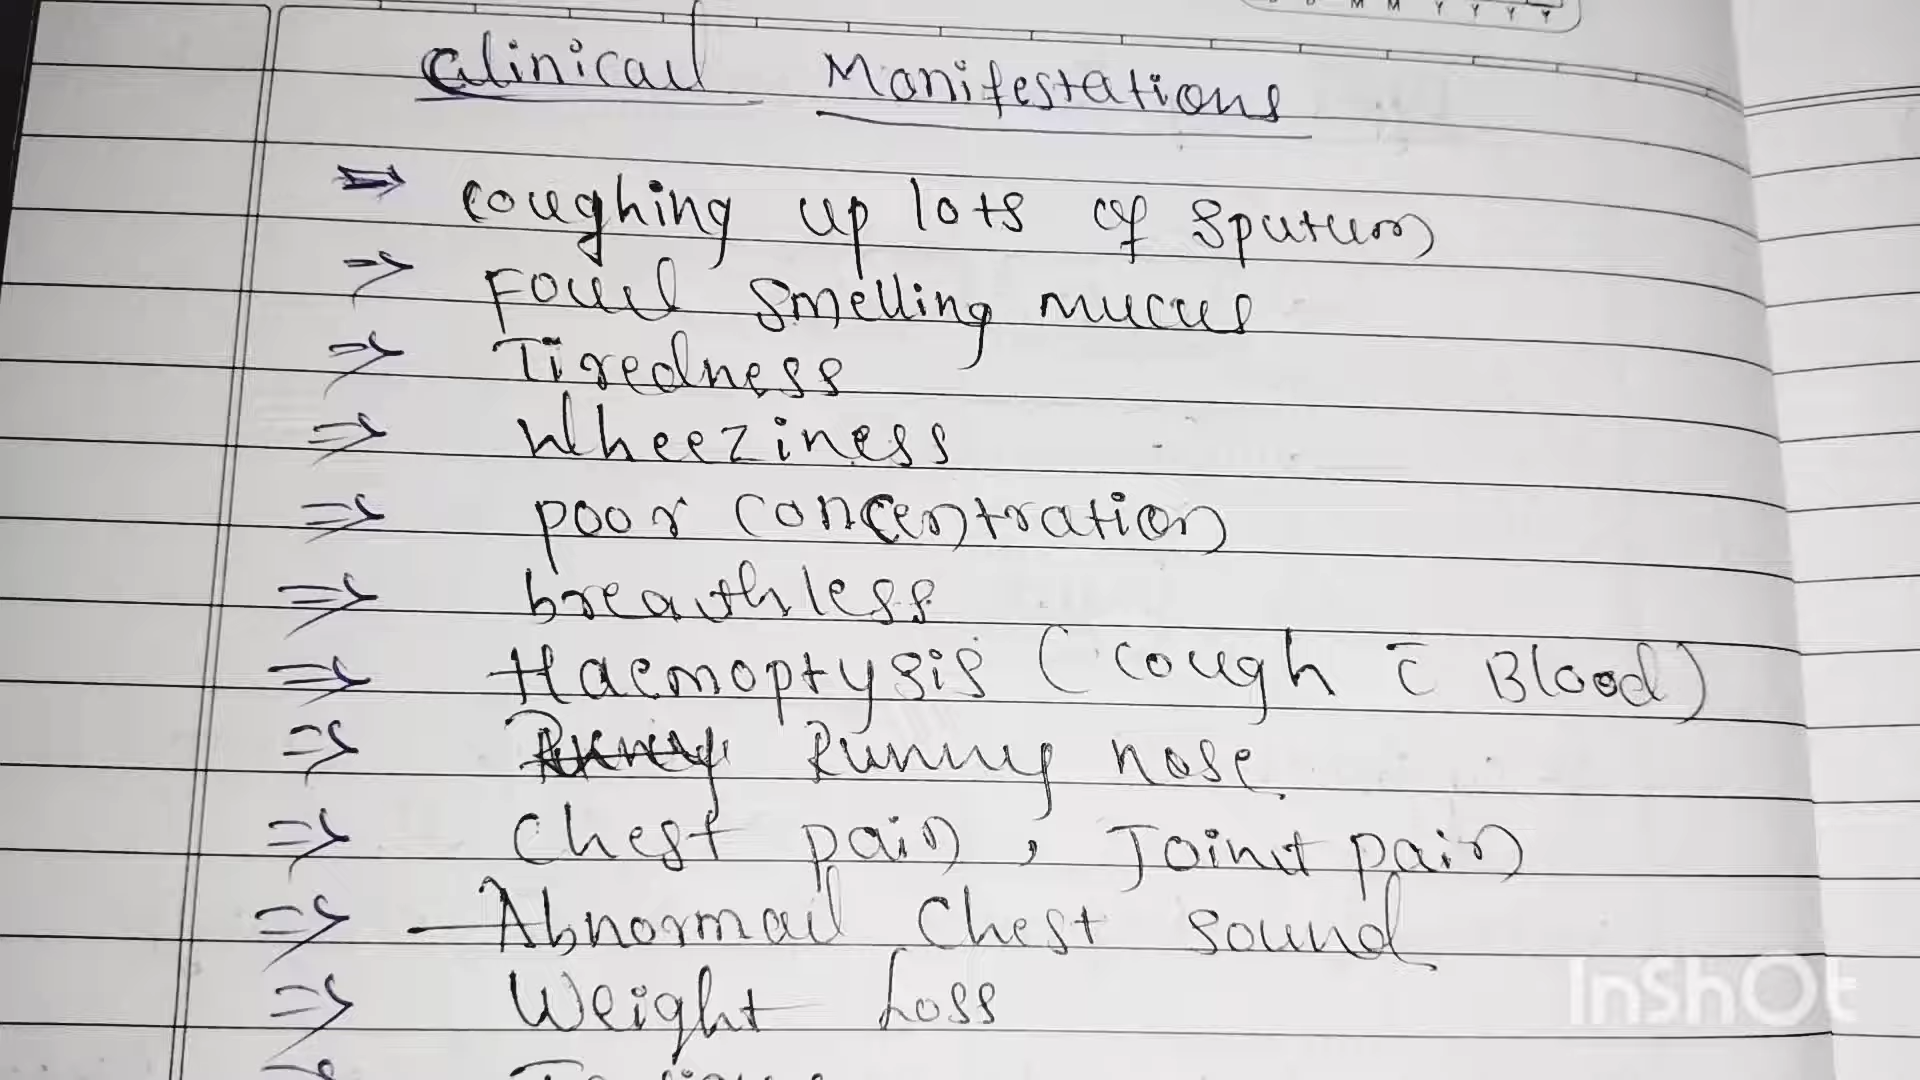 D M M Y Y Y Y
Clinical Manifestations
⇒ coughing up lots of sputum
⇒ Foul smelling mucus
⇒ Tiredness
⇒ Wheeziness
⇒ poor concentration
⇒ breathless
⇒ Haemoptysis (cough c̄ Blood)
⇒ Runny nose
⇒ Chest pain, Joint pain
⇒ Abnormal Chest sound
⇒ Weight Loss
InShOt